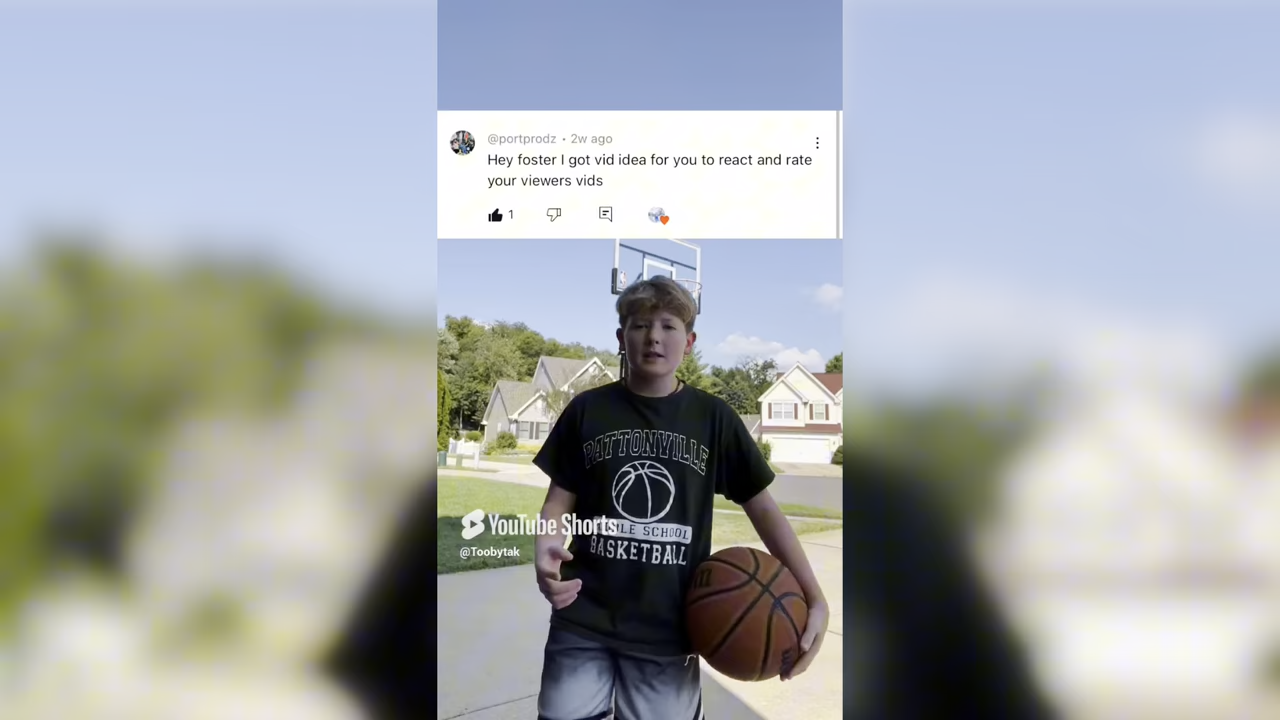 @portprodz • 2w ago
Hey foster I got vid idea for you to react and rate
your viewers vids
1
PATTONVILLE
DLE SCHOOL
BASKETBALL
YouTube Shorts
@Toobytak